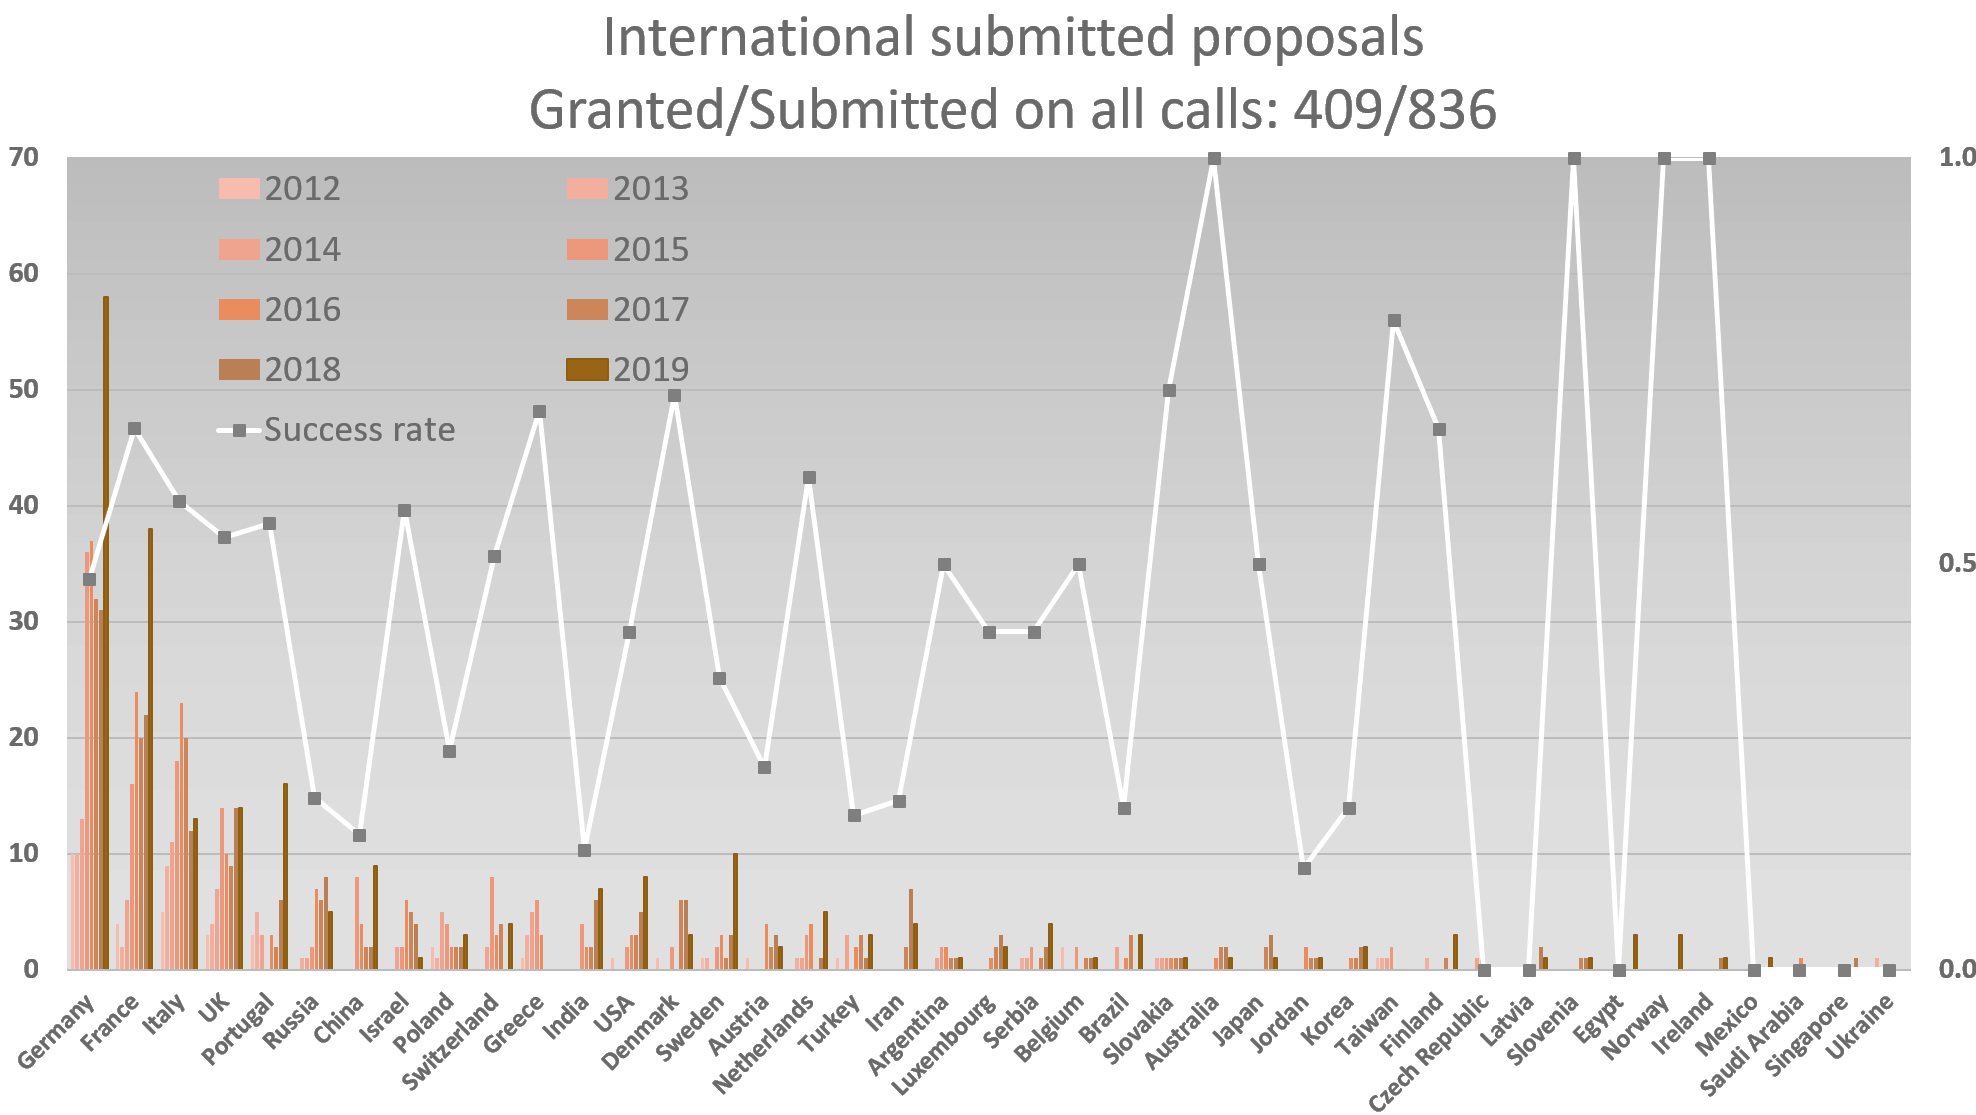 International submitted proposals
Granted/Submitted on all calls: 409/836
70
60
50
40
30
20
10
0
1.0
0.5
0.0
2012
2013
2014
2015
2016
2017
2018
2019
Success rate
Germany
France
Italy
UK
Portugal
Russia
China
Israel
Poland
Switzerland
Greece
India
USA
Denmark
Sweden
Austria
Netherlands
Turkey
Iran
Argentina
Luxembourg
Serbia
Belgium
Brazil
Slovakia
Australia
Japan
Jordan
Korea
Taiwan
Finland
Czech Republic
Latvia
Slovenia
Egypt
Norway
Ireland
Mexico
Saudi Arabia
Singapore
Ukraine